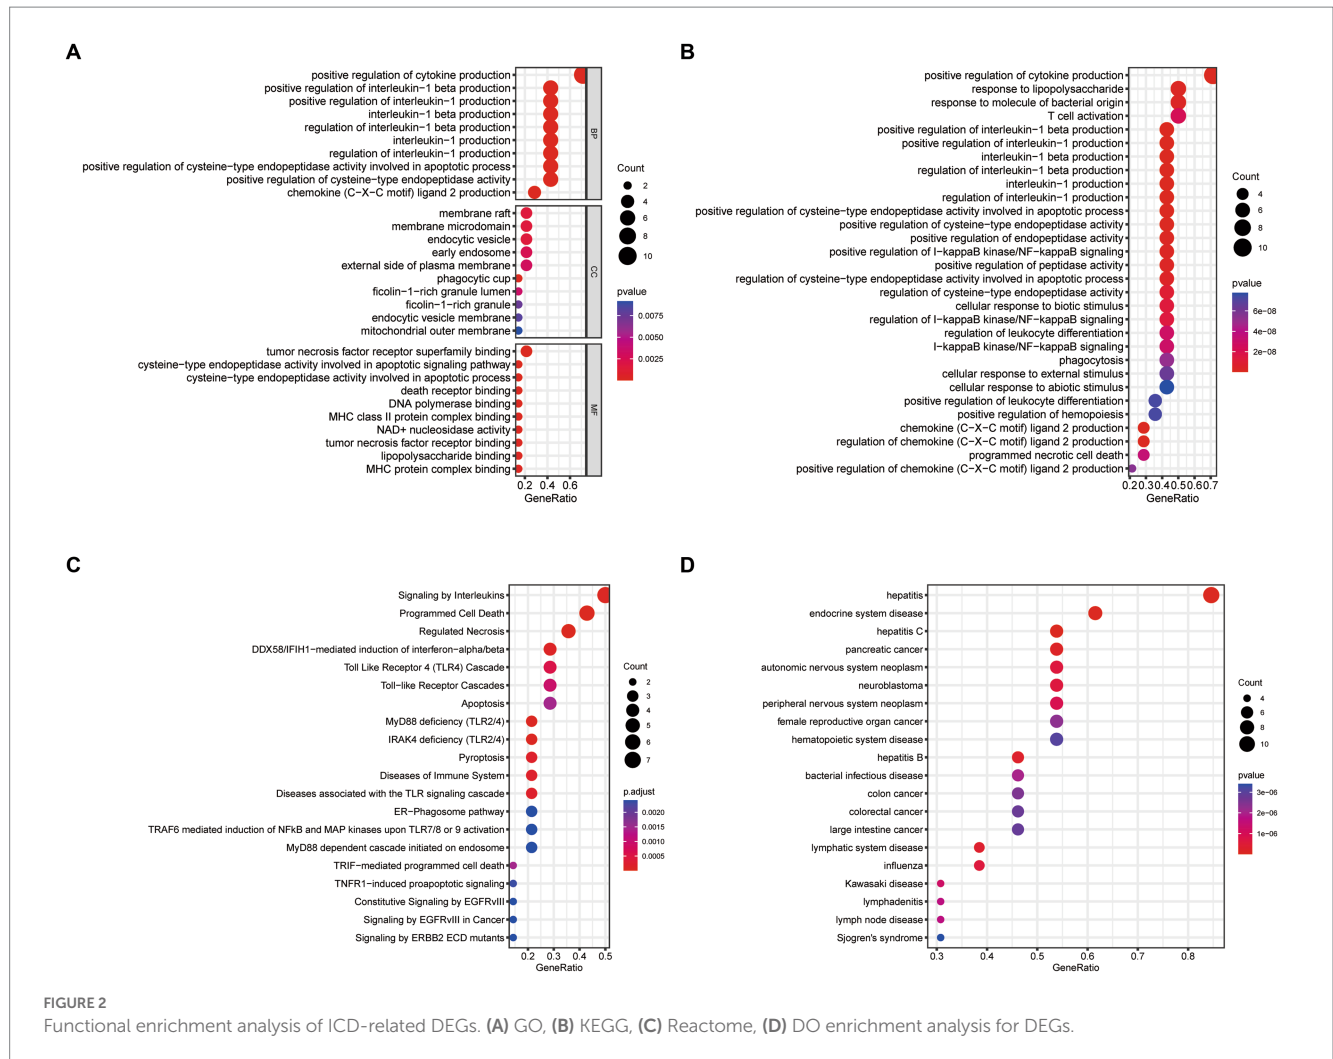 A
positive regulation of cytokine production
positive regulation of interleukin−1 beta production
positive regulation of interleukin−1 production
interleukin−1 beta production
regulation of interleukin−1 beta production
interleukin−1 production
regulation of interleukin−1 production
positive regulation of cysteine−type endopeptidase activity involved in apoptotic process
positive regulation of cysteine−type endopeptidase activity
chemokine (C−X−C motif) ligand 2 production
BP
membrane raft
membrane microdomain
endocytic vesicle
early endosome
external side of plasma membrane
phagocytic cup
ficolin−1−rich granule lumen
ficolin−1−rich granule
endocytic vesicle membrane
mitochondrial outer membrane
CC
tumor necrosis factor receptor superfamily binding
cysteine−type endopeptidase activity involved in apoptotic signaling pathway
cysteine−type endopeptidase activity involved in apoptotic process
death receptor binding
DNA polymerase binding
MHC class II protein complex binding
NAD+ nucleosidase activity
tumor necrosis factor receptor binding
lipopolysaccharide binding
MHC protein complex binding
MF
0.2 0.4 0.6
GeneRatio
Count
2
4
6
8
10
pvalue
0.0075
0.0050
0.0025
B
positive regulation of cytokine production
response to lipopolysaccharide
response to molecule of bacterial origin
T cell activation
positive regulation of interleukin−1 beta production
positive regulation of interleukin−1 production
interleukin−1 beta production
regulation of interleukin−1 beta production
interleukin−1 production
regulation of interleukin−1 production
positive regulation of cysteine−type endopeptidase activity involved in apoptotic process
positive regulation of cysteine−type endopeptidase activity
positive regulation of endopeptidase activity
positive regulation of I−kappaB kinase/NF−kappaB signaling
positive regulation of peptidase activity
regulation of cysteine−type endopeptidase activity involved in apoptotic process
regulation of cysteine−type endopeptidase activity
cellular response to biotic stimulus
regulation of I−kappaB kinase/NF−kappaB signaling
regulation of leukocyte differentiation
I−kappaB kinase/NF−kappaB signaling
phagocytosis
cellular response to external stimulus
cellular response to abiotic stimulus
positive regulation of leukocyte differentiation
positive regulation of hemopoiesis
chemokine (C−X−C motif) ligand 2 production
regulation of chemokine (C−X−C motif) ligand 2 production
programmed necrotic cell death
positive regulation of chemokine (C−X−C motif) ligand 2 production
0.2 0.3 0.4 0.5 0.6 0.7
GeneRatio
Count
4
6
8
10
pvalue
6e−08
4e−08
2e−08
C
Signaling by Interleukins
Programmed Cell Death
Regulated Necrosis
DDX58/IFIH1−mediated induction of interferon−alpha/beta
Toll Like Receptor 4 (TLR4) Cascade
Toll−like Receptor Cascades
Apoptosis
MyD88 deficiency (TLR2/4)
IRAK4 deficiency (TLR2/4)
Pyroptosis
Diseases of Immune System
Diseases associated with the TLR signaling cascade
ER−Phagosome pathway
TRAF6 mediated induction of NFkB and MAP kinases upon TLR7/8 or 9 activation
MyD88 dependent cascade initiated on endosome
TRIF−mediated programmed cell death
TNFR1−induced proapoptotic signaling
Constitutive Signaling by EGFRvIII
Signaling by EGFRvIII in Cancer
Signaling by ERBB2 ECD mutants
0.2 0.3 0.4 0.5
GeneRatio
Count
2
3
4
5
6
7
p.adjust
0.0020
0.0015
0.0010
0.0005
D
hepatitis
endocrine system disease
hepatitis C
pancreatic cancer
autonomic nervous system neoplasm
neuroblastoma
peripheral nervous system neoplasm
female reproductive organ cancer
hematopoietic system disease
hepatitis B
bacterial infectious disease
colon cancer
colorectal cancer
large intestine cancer
lymphatic system disease
influenza
Kawasaki disease
lymphadenitis
lymph node disease
Sjogren's syndrome
0.3 0.4 0.5 0.6 0.7 0.8
GeneRatio
Count
4
6
8
10
pvalue
3e−06
2e−06
1e−06
FIGURE 2
Functional enrichment analysis of ICD-related DEGs. (A) GO, (B) KEGG, (C) Reactome, (D) DO enrichment analysis for DEGs.